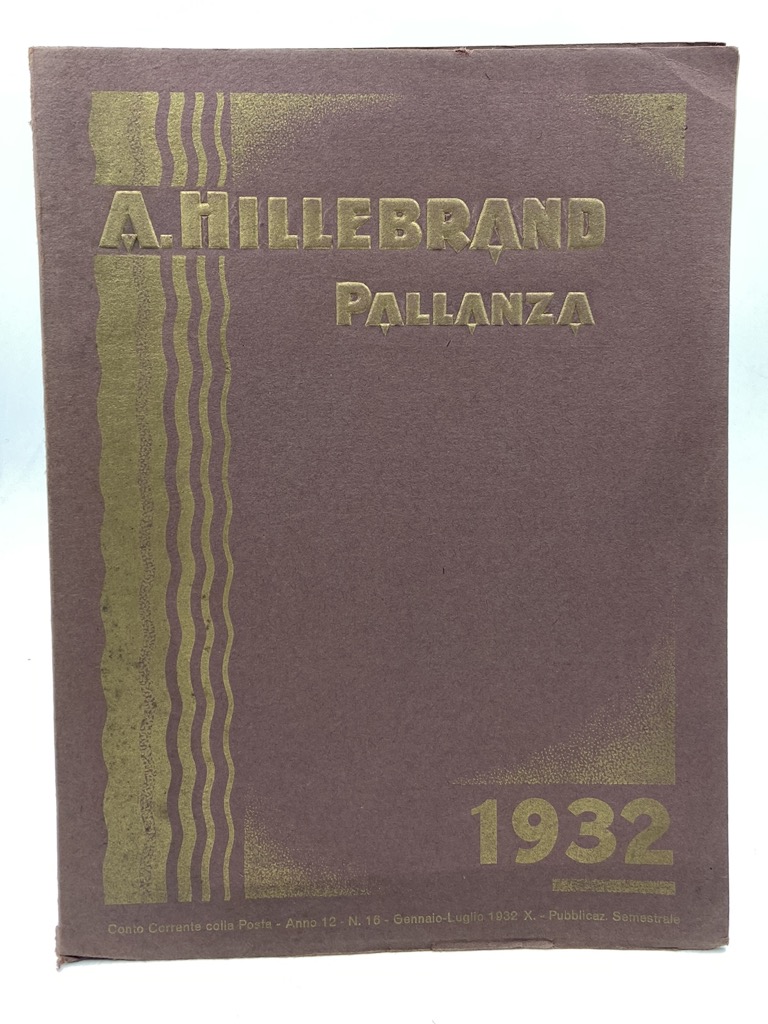 A. HILLEBRAND
PALLANZA
1932
Conto Corrente colla Posta - Anno 12 - N. 16 - Gennaio-Luglio 1932 X. - Pubblicaz. Semestrale